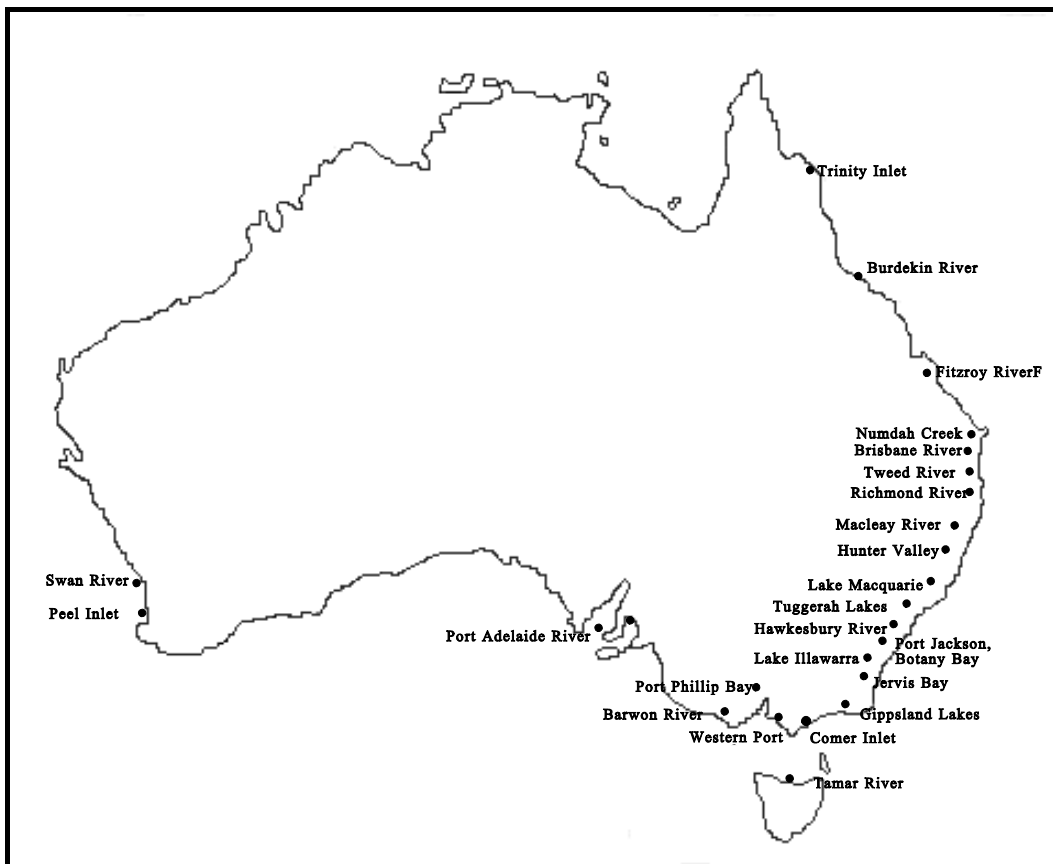 Trinity Inlet
Burdekin River
Fitzroy RiverF
Numdah Creek
Brisbane River
Tweed River
Richmond River
Macleay River
Hunter Valley
Swan River
Lake Macquarie
Peel Inlet
Tuggerah Lakes
Hawkesbury River
Port Adelaide River
Port Jackson,
Botany Bay
Lake Illawarra
Jervis Bay
Port Phillip Bay
Barwon River
Gippsland Lakes
Western Port
Comer Inlet
Tamar River